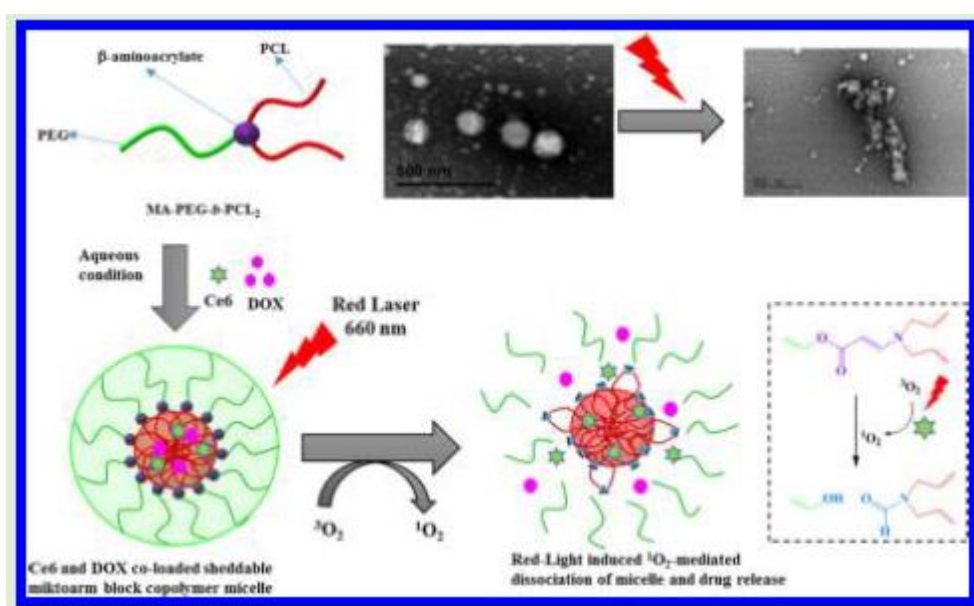 β-aminoacrylate
PCL
PEG
MA-PEG-b-PCL₂
500 nm
Aqueous
condition
Ce6
DOX
Red Laser
660 nm
³O₂
¹O₂
Ce6 and DOX co-loaded sheddable
miktoarm block copolymer micelle
Red-Light induced ¹O₂-mediated
dissociation of micelle and drug release
O
O
N
³O₂
¹O₂
OH
O
N
O